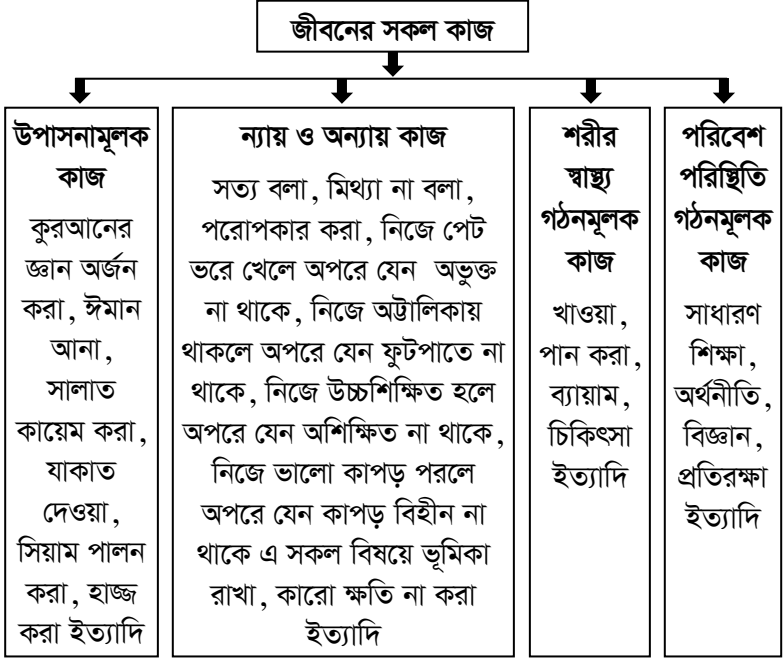 জীবনের সকল কাজ
উপাসনামূলক
কাজ
কুরআনের
জ্ঞান অর্জন
করা, ঈমান
আনা,
সালাত
কায়েম করা,
যাকাত
দেওয়া,
সিয়াম পালন
করা, হাজ্জ
করা ইত্যাদি
ন্যায় ও অন্যায় কাজ
সত্য বলা, মিথ্যা না বলা,
পরোপকার করা, নিজে পেট
ভরে খেলে অপরে যেন অভুক্ত
না থাকে, নিজে অট্টালিকায়
থাকলে অপরে যেন ফুটপাতে না
থাকে, নিজে উচ্চশিক্ষিত হলে
অপরে যেন অশিক্ষিত না থাকে,
নিজে ভালো কাপড় পরলে
অপরে যেন কাপড় বিহীন না
থাকে এ সকল বিষয়ে ভূমিকা
রাখা, কারো ক্ষতি না করা
ইত্যাদি
শরীর
স্বাস্থ্য
গঠনমূলক
কাজ
খাওয়া,
পান করা,
ব্যায়াম,
চিকিৎসা
ইত্যাদি
পরিবেশ
পরিস্থিতি
গঠনমূলক
কাজ
সাধারণ
শিক্ষা,
অর্থনীতি,
বিজ্ঞান,
প্রতিরক্ষা
ইত্যাদি